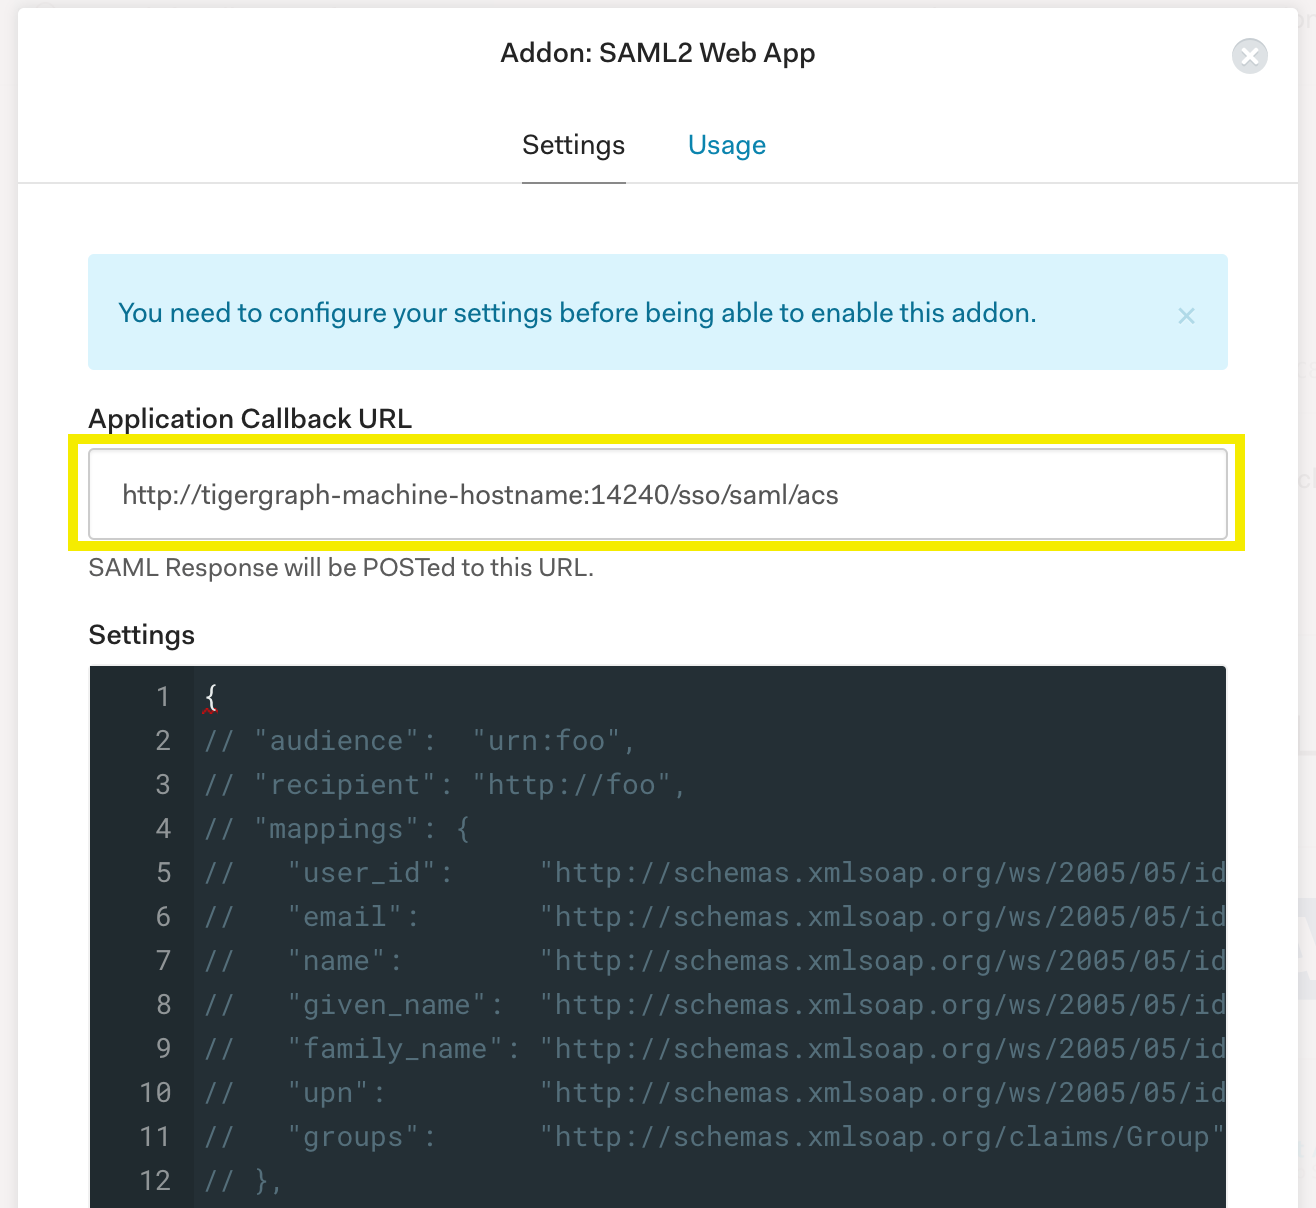 Addon: SAML2 Web App
Settings
Usage
You need to configure your settings before being able to enable this addon.
Application Callback URL
http://tigergraph-machine-hostname:14240/sso/saml/acs
SAML Response will be POSTed to this URL.
Settings
1 {
2 // "audience":  "urn:foo",
3 // "recipient": "http://foo",
4 // "mappings": {
5 //   "user_id":     "http://schemas.xmlsoap.org/ws/2005/05/id
6 //   "email":       "http://schemas.xmlsoap.org/ws/2005/05/id
7 //   "name":        "http://schemas.xmlsoap.org/ws/2005/05/id
8 //   "given_name":  "http://schemas.xmlsoap.org/ws/2005/05/id
9 //   "family_name": "http://schemas.xmlsoap.org/ws/2005/05/id
10 //   "upn":         "http://schemas.xmlsoap.org/ws/2005/05/id
11 //   "groups":      "http://schemas.xmlsoap.org/claims/Group"
12 // },